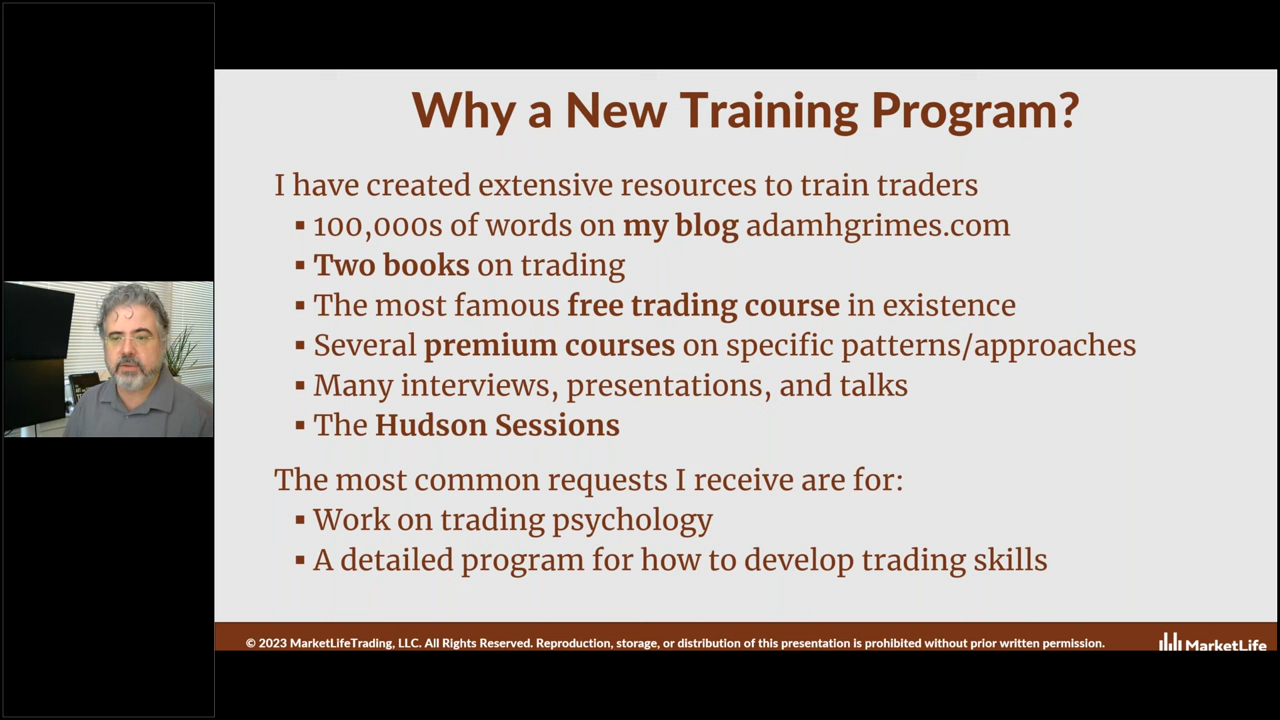 Why a New Training Program?
I have created extensive resources to train traders
▪ 100,000s of words on my blog adamhgrimes.com
▪ Two books on trading
▪ The most famous free trading course in existence
▪ Several premium courses on specific patterns/approaches
▪ Many interviews, presentations, and talks
▪ The Hudson Sessions
The most common requests I receive are for:
▪ Work on trading psychology
▪ A detailed program for how to develop trading skills
© 2023 MarketLifeTrading, LLC. All Rights Reserved. Reproduction, storage, or distribution of this presentation is prohibited without prior written permission.
MarketLife